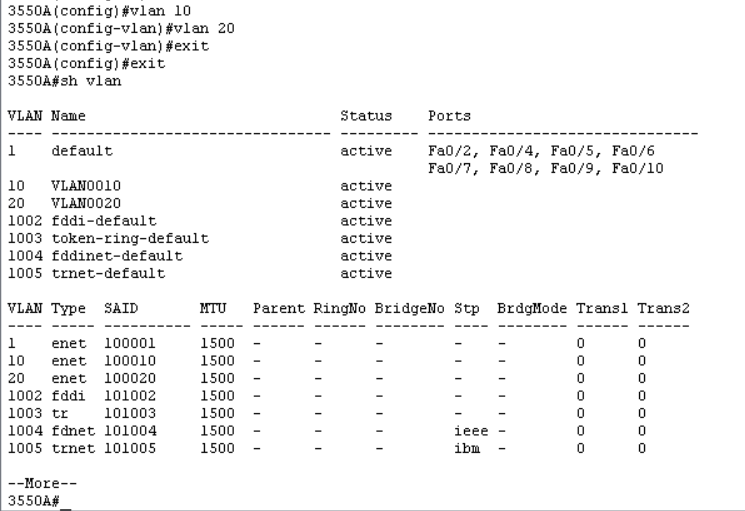 3550A(config)#vlan 10
3550A(config-vlan)#vlan 20
3550A(config-vlan)#exit
3550A(config)#exit
3550A#sh vlan
VLAN Name                             Status    Ports
---- -------------------------------- --------- -------------------------------
1    default                          active    Fa0/2, Fa0/4, Fa0/5, Fa0/6
                                                Fa0/7, Fa0/8, Fa0/9, Fa0/10
10   VLAN0010                         active
20   VLAN0020                         active
1002 fddi-default                     active
1003 token-ring-default               active
1004 fddinet-default                  active
1005 trnet-default                    active
VLAN Type  SAID       MTU   Parent RingNo BridgeNo Stp  BrdgMode Trans1 Trans2
---- ----- ---------- ----- ------ ------ -------- ---- -------- ------ ------
1    enet  100001     1500  -      -      -        -    -        0      0
10   enet  100010     1500  -      -      -        -    -        0      0
20   enet  100020     1500  -      -      -        -    -        0      0
1002 fddi  101002     1500  -      -      -        -    -        0      0
1003 tr    101003     1500  -      -      -        -    -        0      0
1004 fdnet 101004     1500  -      -      -        ieee -        0      0
1005 trnet 101005     1500  -      -      -        ibm  -        0      0
--More--
3550A#_